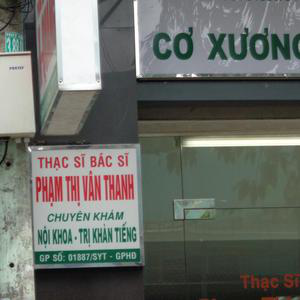 CƠ XƯƠNG
THẠC SĨ BÁC SĨ
PHẠM THỊ VÂN THANH
CHUYÊN KHÁM
NỘI KHOA - TRỊ KHÀN TIẾNG
GP SỐ: 01887/SYT - GPHĐ
Thạc Sĩ